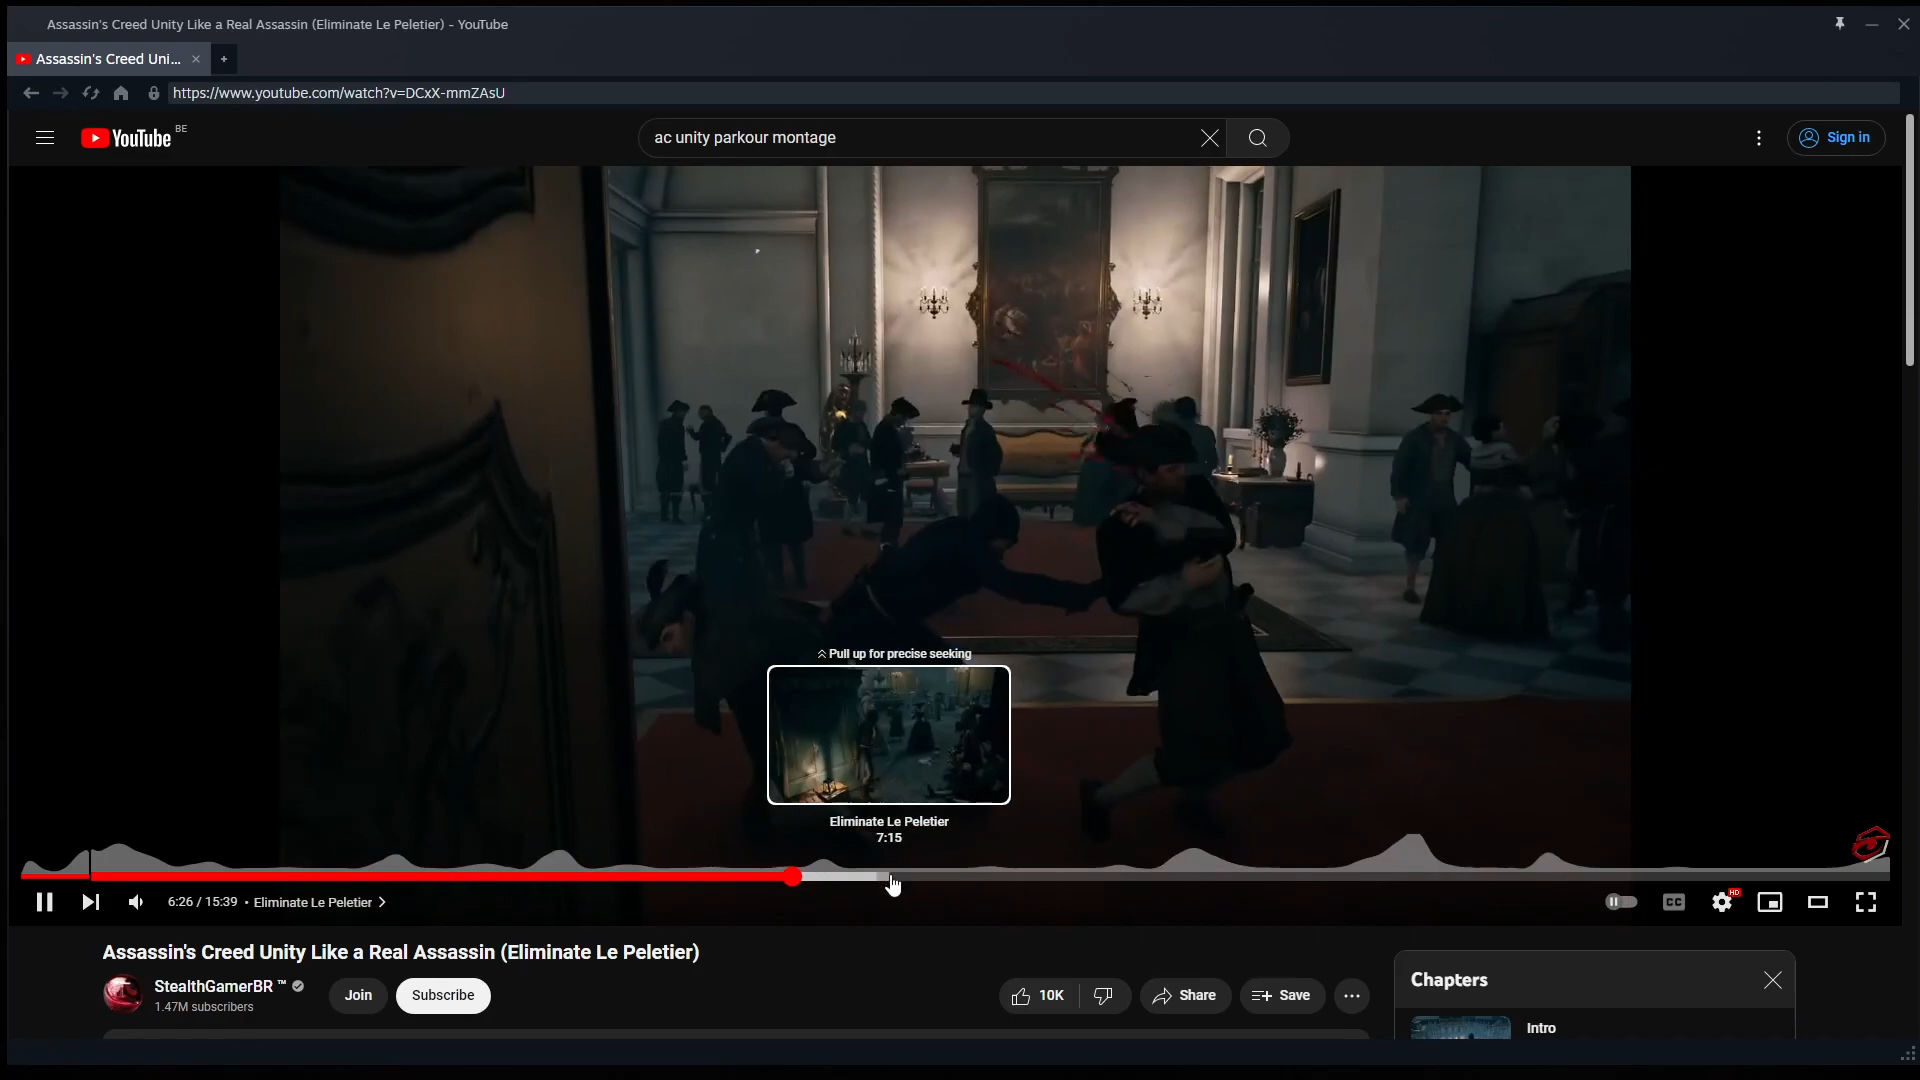 Assassin's Creed Unity Like a Real Assassin (Eliminate Le Peletier) - YouTube
Assassin's Creed Uni...
https://www.youtube.com/watch?v=DCxX-mmZAsU
YouTube BE
ac unity parkour montage
Sign in
Pull up for precise seeking
Eliminate Le Peletier
7:15
6:26 / 15:39 • Eliminate Le Peletier
CC
HD
Assassin's Creed Unity Like a Real Assassin (Eliminate Le Peletier)
StealthGamerBR ™
1.47M subscribers
Join
Subscribe
10K
Share
Save
Chapters
Intro